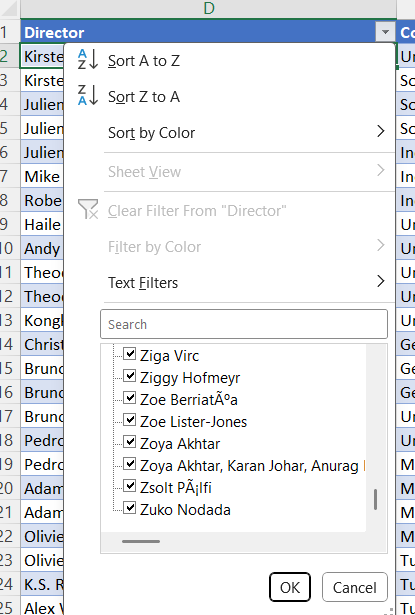 D
1 Director Co
2 Kirste Ur
3 Kirste Sc
4 Julien Sc
5 Julien Sc
6 Julien In
7 Mike In
8 Robe In
9 Haile Ur
10 Andy Ur
11 Theo Ur
12 Theo Ur
13 Kongl Ur
14 Christ Ge
15 Brun Ge
16 Brun Ge
17 Brun Ur
18 Pedro Ur
19 Pedro M
20 Adam M
21 Adam M
22 Olivie M
23 Olivie Tu
24 K.S. R Tu
25 Alex Tu
Sort A to Z
Sort Z to A
Sort by Color
Sheet View
Clear Filter From "Director"
Filter by Color
Text Filters
Search
Ziga Virc
Ziggy Hofmeyr
Zoe BerriatÃºa
Zoe Lister-Jones
Zoya Akhtar
Zoya Akhtar, Karan Johar, Anurag
Zsolt PÃ¡lfi
Zuko Nodada
OK Cancel